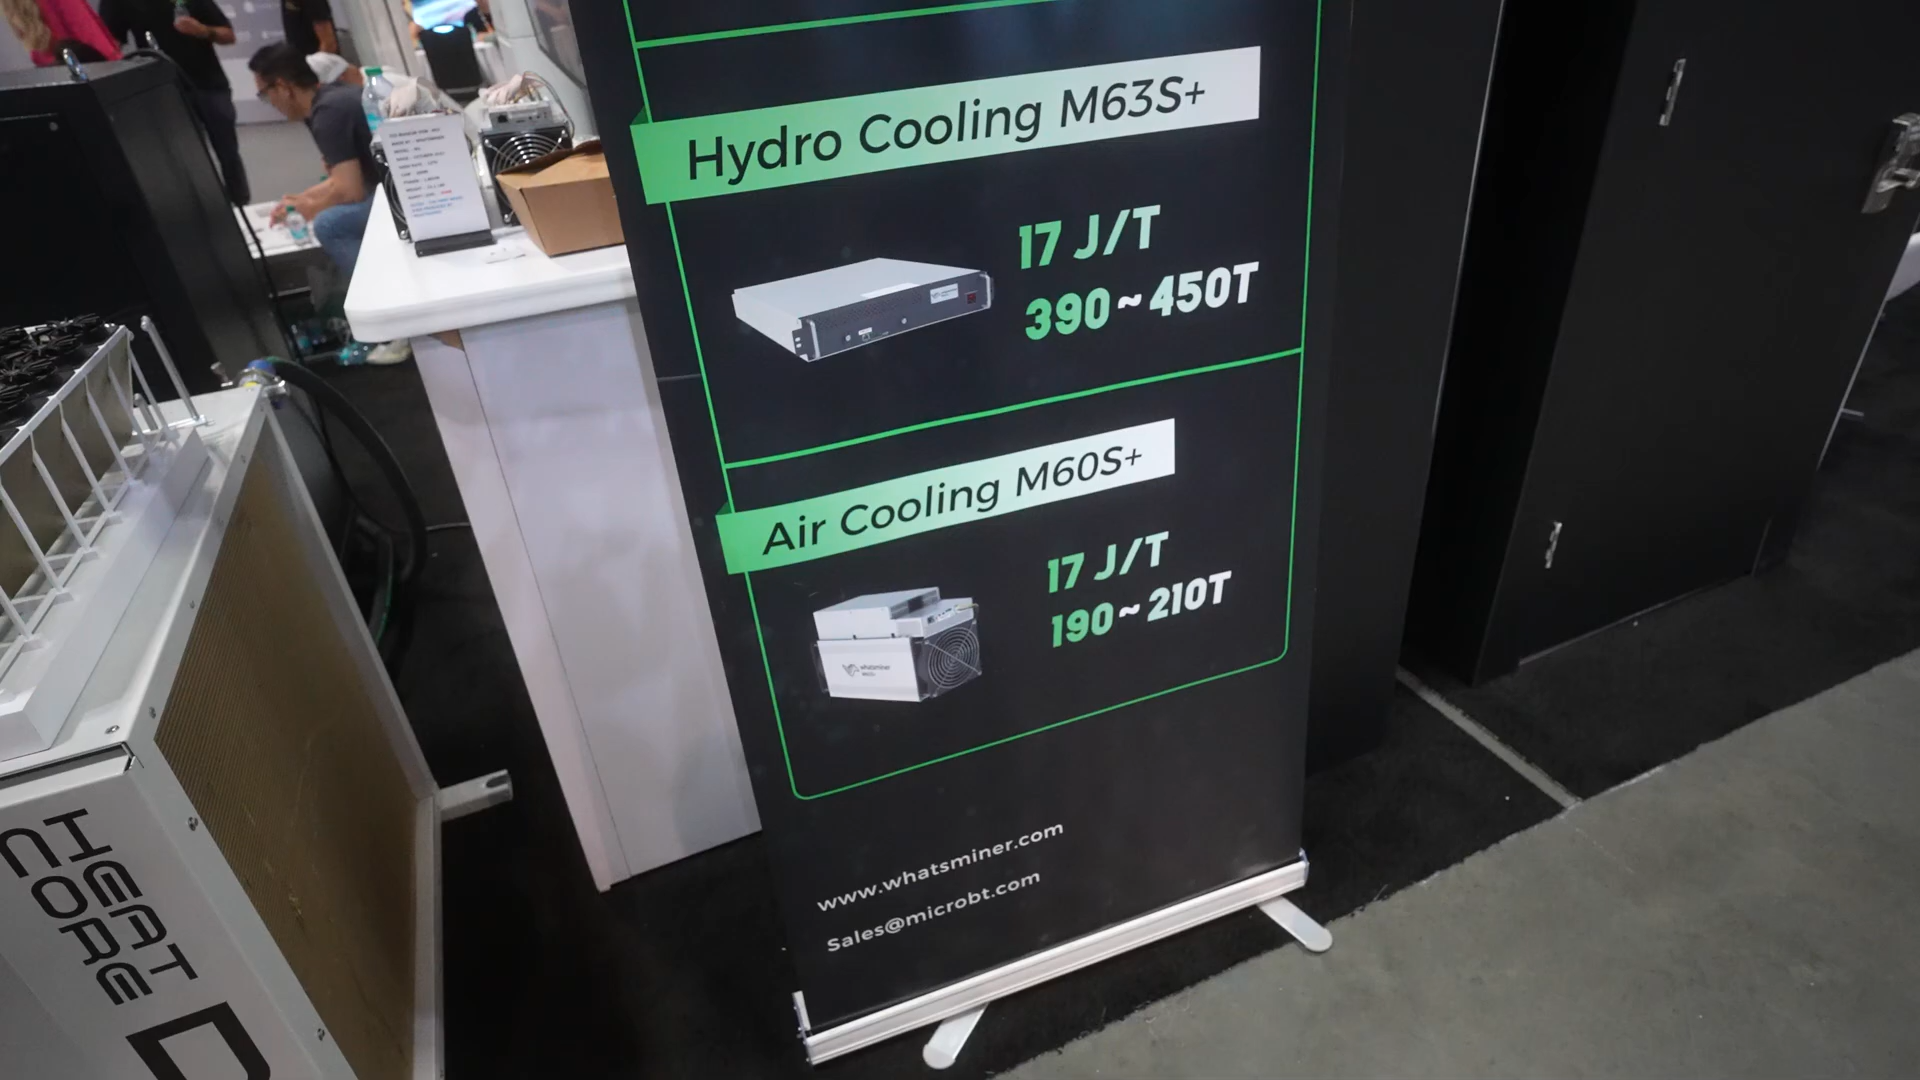 Hydro Cooling M63S+
17 J/T
390~450T
Air Cooling M60S+
17 J/T
190~210T
whatsminer
www.whatsminer.com
Sales@microbt.com
HEAT
CORE